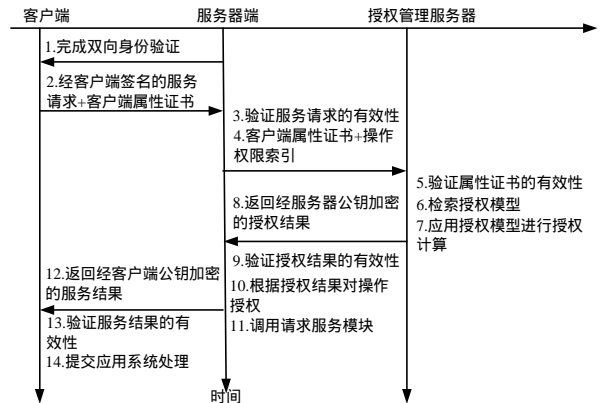 客户端
服务器端
授权管理服务器
1.完成双向身份验证
2.经客户端签名的服务
请求+客户端属性证书
3.验证服务请求的有效性
4.客户端属性证书+操作
权限索引
5.验证属性证书的有效性
6.检索授权模型
7.应用授权模型进行授权
计算
8.返回经服务器公钥加密
的授权结果
9.验证授权结果的有效性
10.根据授权结果对操作
授权
11.调用请求服务模块
12.返回经客户端公钥加密
的服务结果
13.验证服务结果的有
效性
14.提交应用系统处理
时间